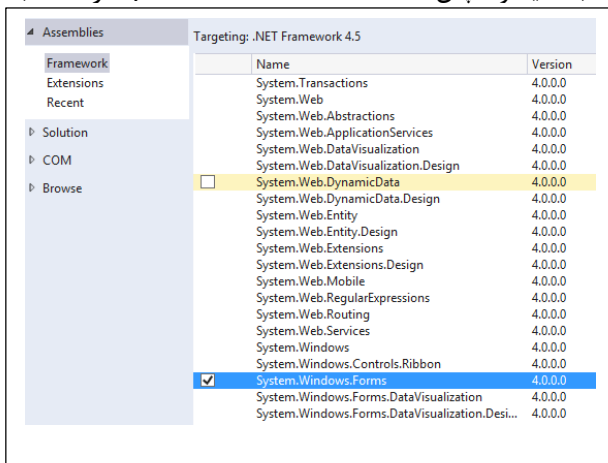 Assemblies
Framework
Extensions
Recent
Solution
COM
Browse
Targeting: .NET Framework 4.5
Name Version
System.Transactions 4.0.0.0
System.Web 4.0.0.0
System.Web.Abstractions 4.0.0.0
System.Web.ApplicationServices 4.0.0.0
System.Web.DataVisualization 4.0.0.0
System.Web.DataVisualization.Design 4.0.0.0
System.Web.DynamicData 4.0.0.0
System.Web.DynamicData.Design 4.0.0.0
System.Web.Entity 4.0.0.0
System.Web.Entity.Design 4.0.0.0
System.Web.Extensions 4.0.0.0
System.Web.Extensions.Design 4.0.0.0
System.Web.Mobile 4.0.0.0
System.Web.RegularExpressions 4.0.0.0
System.Web.Routing 4.0.0.0
System.Web.Services 4.0.0.0
System.Windows 4.0.0.0
System.Windows.Controls.Ribbon 4.0.0.0
System.Windows.Forms 4.0.0.0
System.Windows.Forms.DataVisualization 4.0.0.0
System.Windows.Forms.DataVisualization.Desi... 4.0.0.0